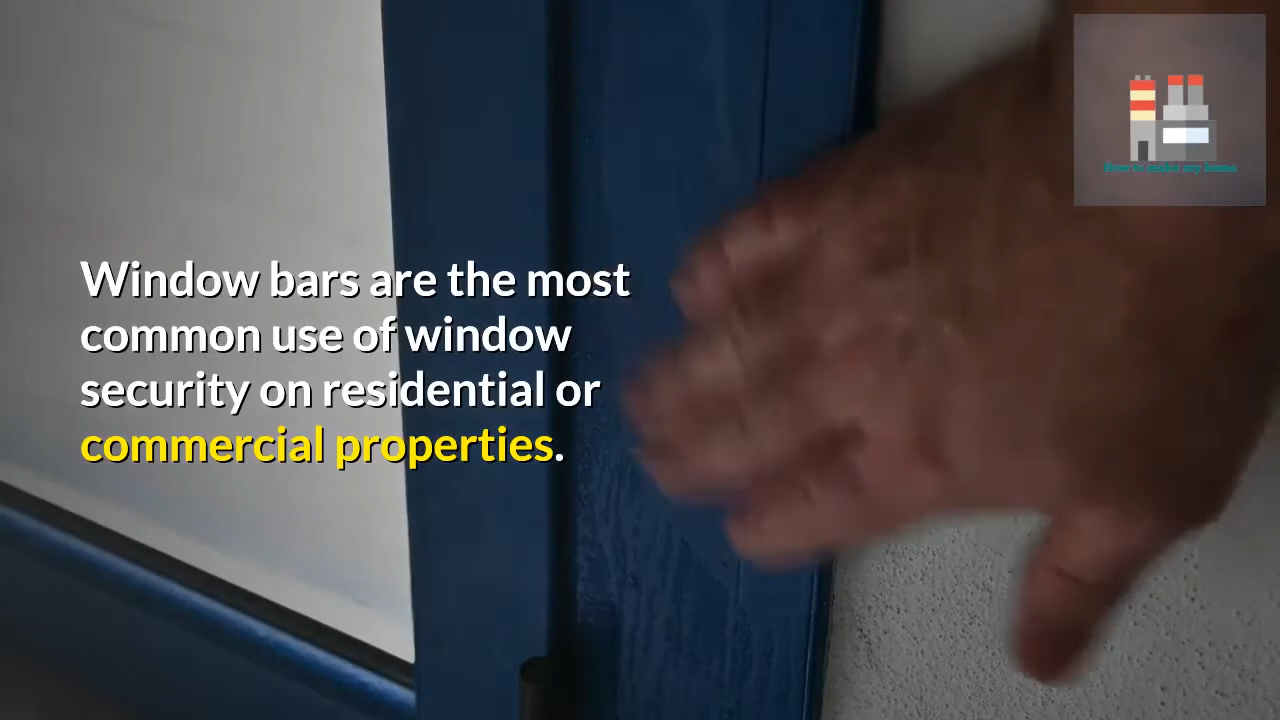 Window bars are the most
common use of window
security on residential or
commercial properties.